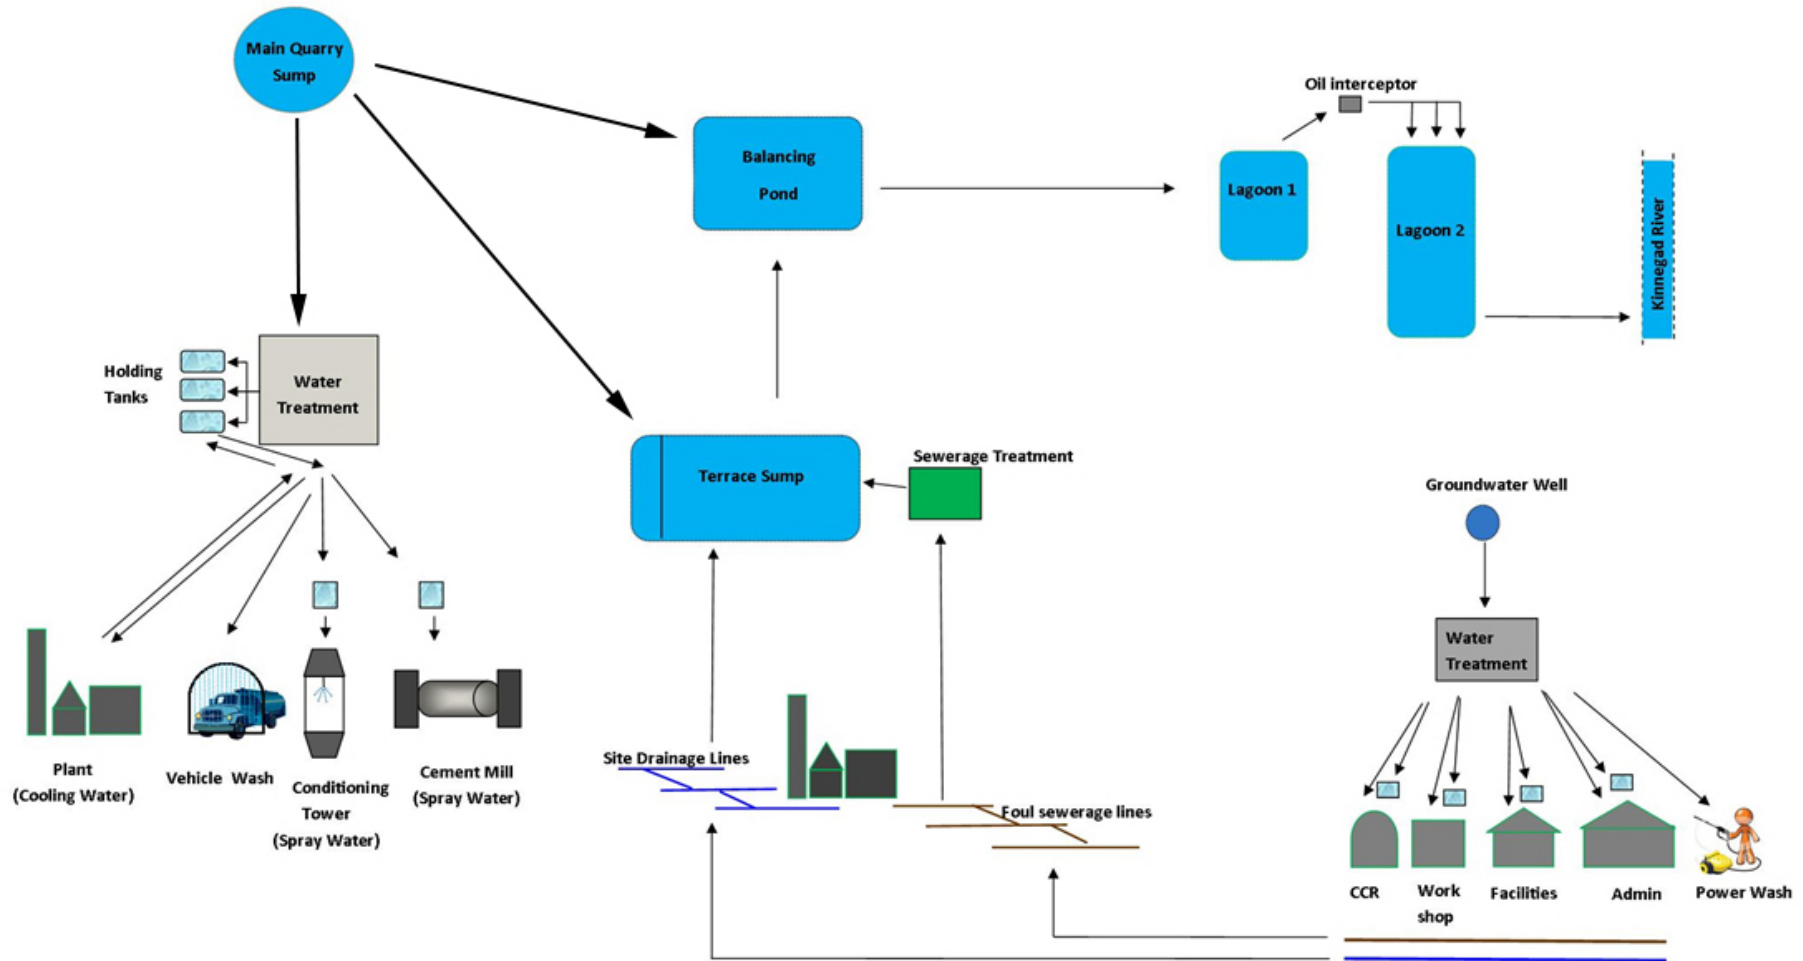 Main Quarry
Sump
Oil interceptor
Balancing
Pond
Lagoon 1
Lagoon 2
Kinnegad River
Holding
Tanks
Water
Treatment
Terrace Sump
Sewerage Treatment
Groundwater Well
Water
Treatment
Site Drainage Lines
Foul sewerage lines
Plant
(Cooling Water)
Vehicle Wash
Conditioning
Tower
(Spray Water)
Cement Mill
(Spray Water)
CCR
Work
shop
Facilities
Admin
Power Wash